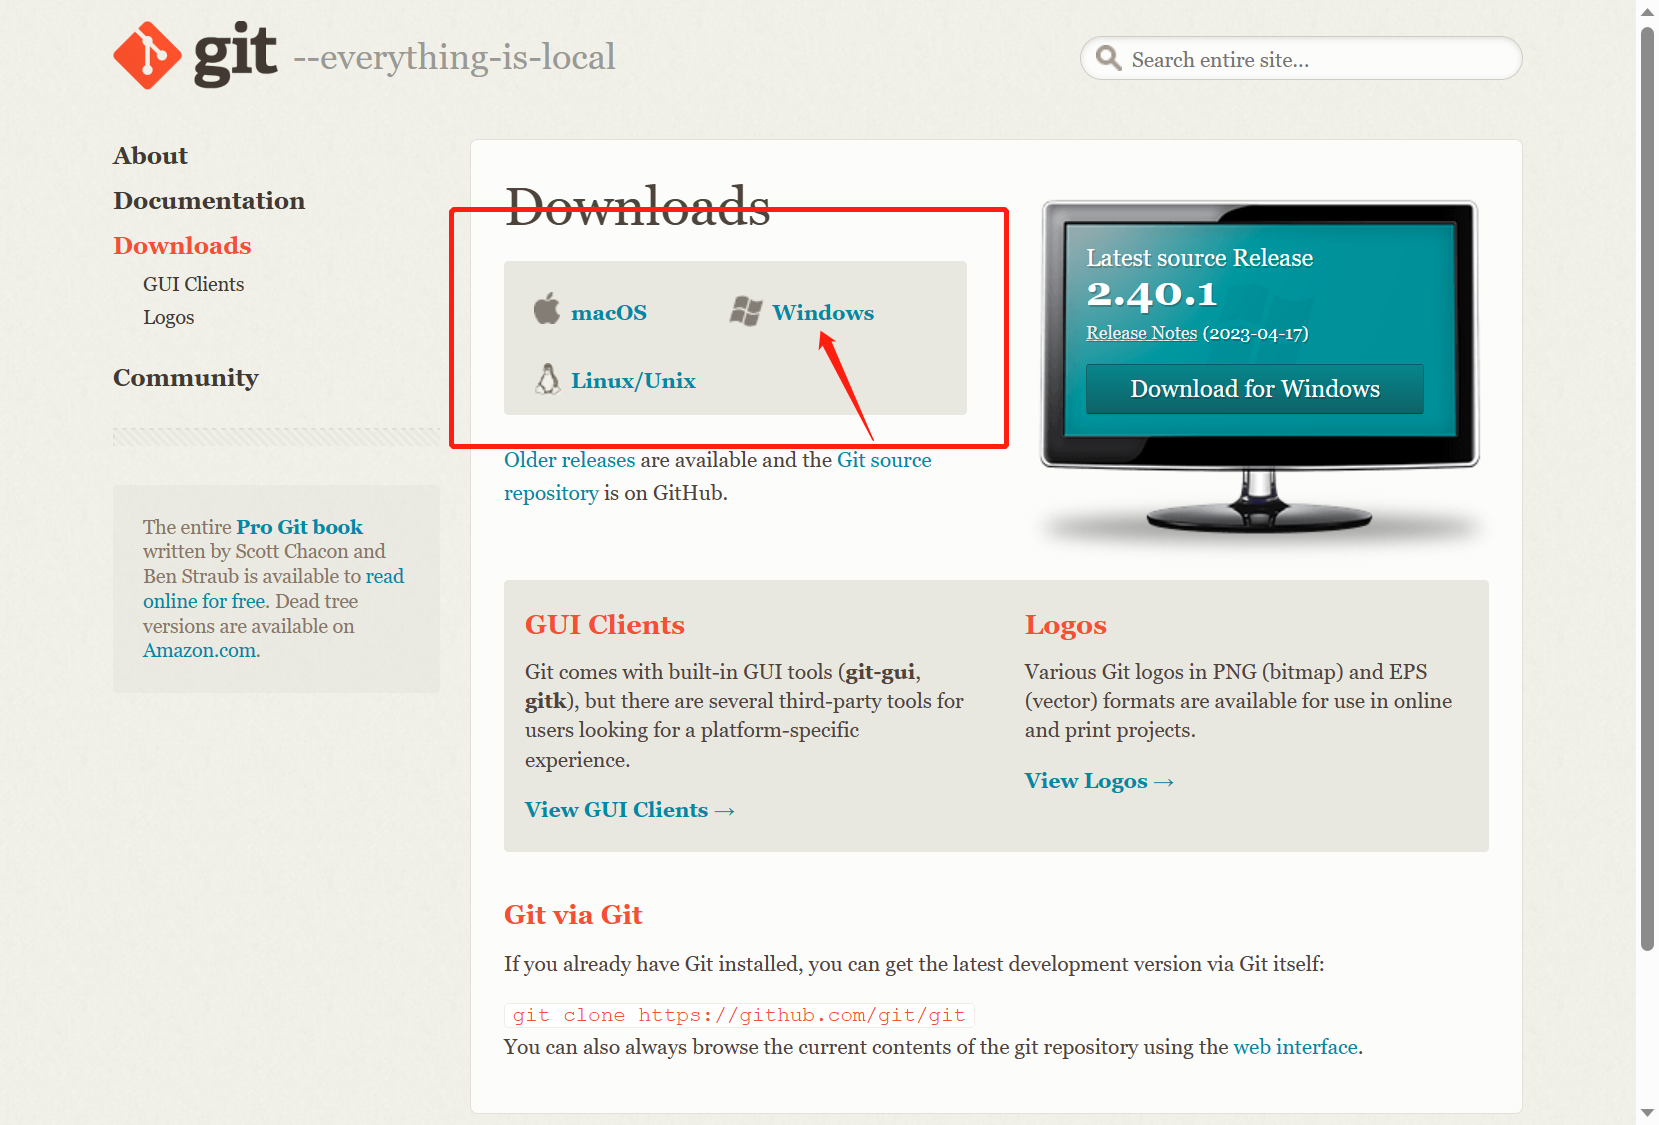 git --everything-is-local
Search entire site...
About
Documentation
Downloads
GUI Clients
Logos
Community
The entire Pro Git book
written by Scott Chacon and
Ben Straub is available to read
online for free. Dead tree
versions are available on
Amazon.com.
Downloads
macOS
Windows
Linux/Unix
Older releases are available and the Git source
repository is on GitHub.
Latest source Release
2.40.1
Release Notes (2023-04-17)
Download for Windows
GUI Clients
Git comes with built-in GUI tools (git-gui,
gitk), but there are several third-party tools for
users looking for a platform-specific
experience.
View GUI Clients →
Logos
Various Git logos in PNG (bitmap) and EPS
(vector) formats are available for use in online
and print projects.
View Logos →
Git via Git
If you already have Git installed, you can get the latest development version via Git itself:
git clone https://github.com/git/git
You can also always browse the current contents of the git repository using the web interface.